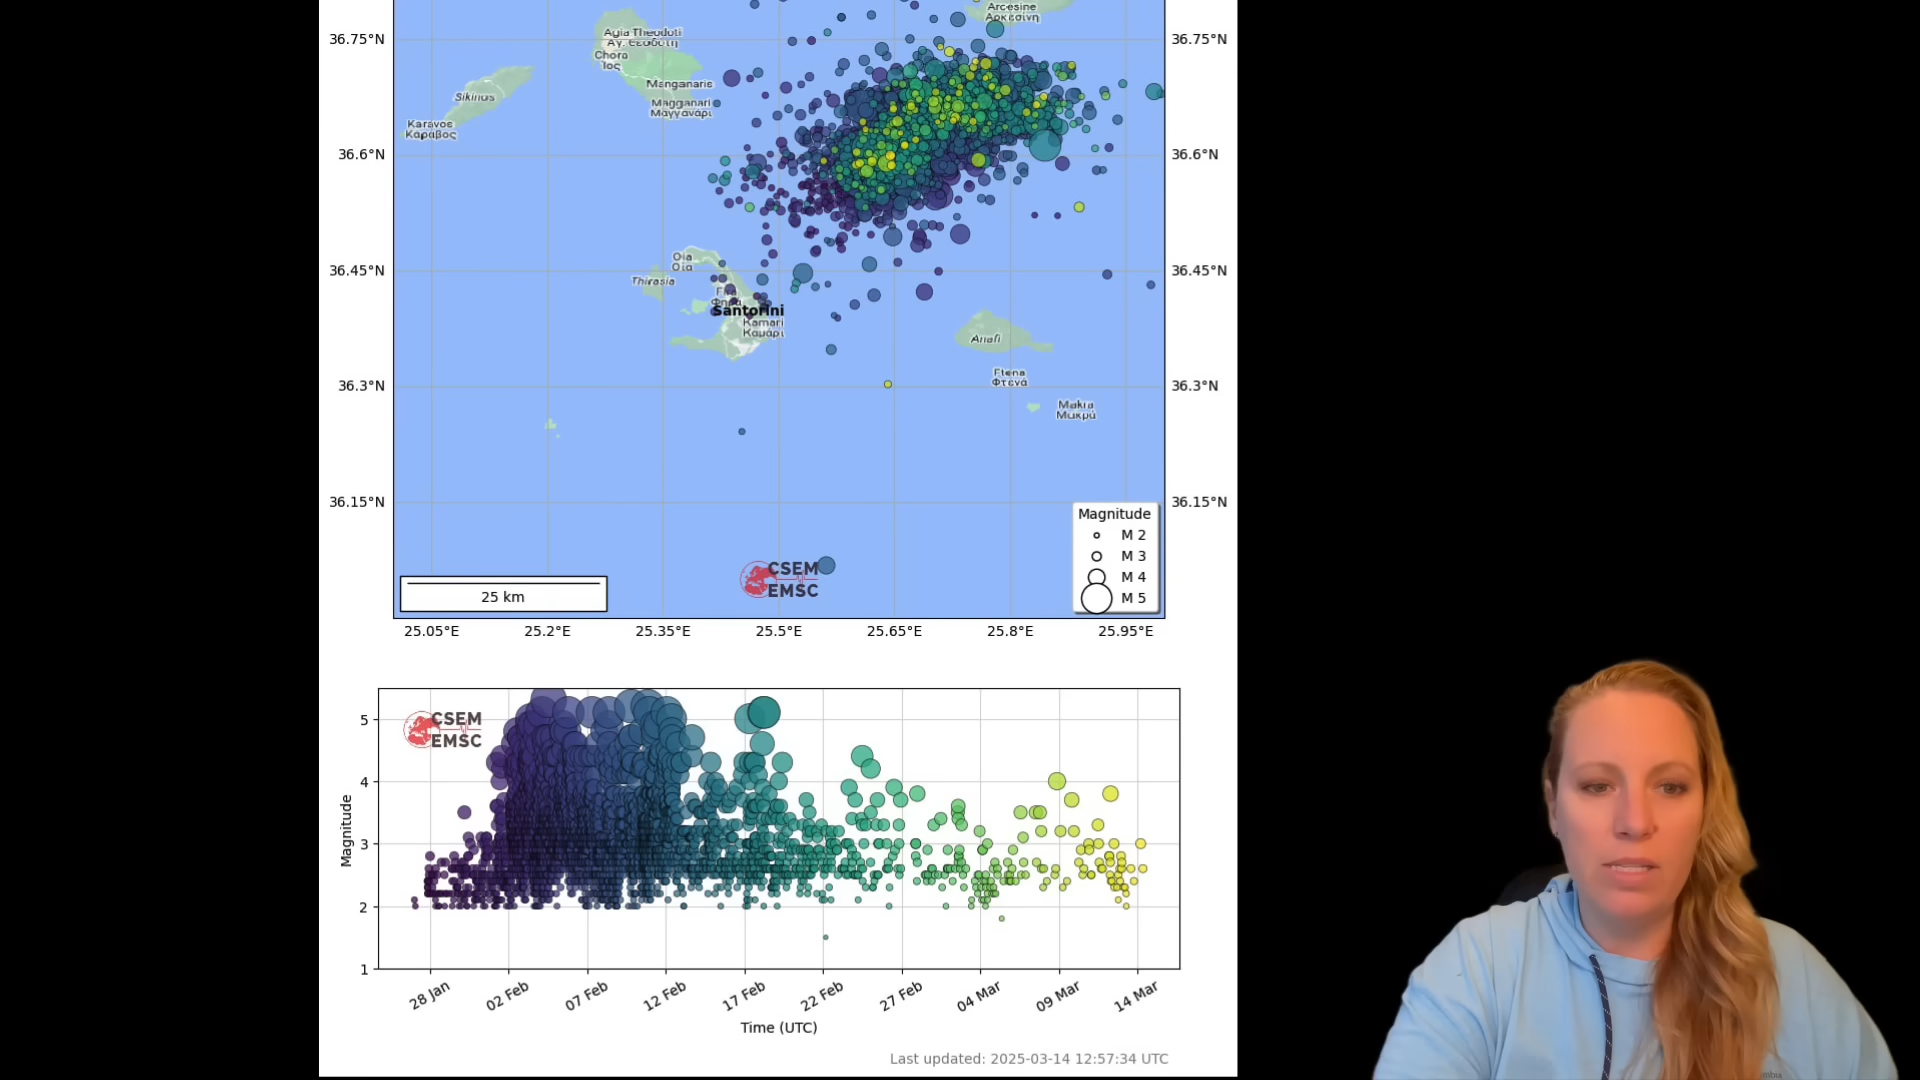 Arcesine
Αρκεσίνη
36.75°N
36.75°N
Agia Theodoti
Αγ. Θεοδότη
Chora
Ίος
Manganaris
Magganari
Μαγγανάρι
Sikinos
Karavos
Κάραβος
36.6°N
36.6°N
Oia
Οία
36.45°N
36.45°N
Thirasia
Φηρά
Santorini
Kamari
Καμάρι
Anafi
Ftena
Φτενά
36.3°N
36.3°N
Makra
Μακρά
36.15°N
36.15°N
Magnitude
M 2
M 3
M 4
M 5
CSEM
EMSC
25 km
25.05°E 25.2°E 25.35°E 25.5°E 25.65°E 25.8°E 25.95°E
CSEM
EMSC
Magnitude
5
4
3
2
1
28 Jan 02 Feb 07 Feb 12 Feb 17 Feb 22 Feb 27 Feb 04 Mar 09 Mar 14 Mar
Time (UTC)
Last updated: 2025-03-14 12:57:34 UTC